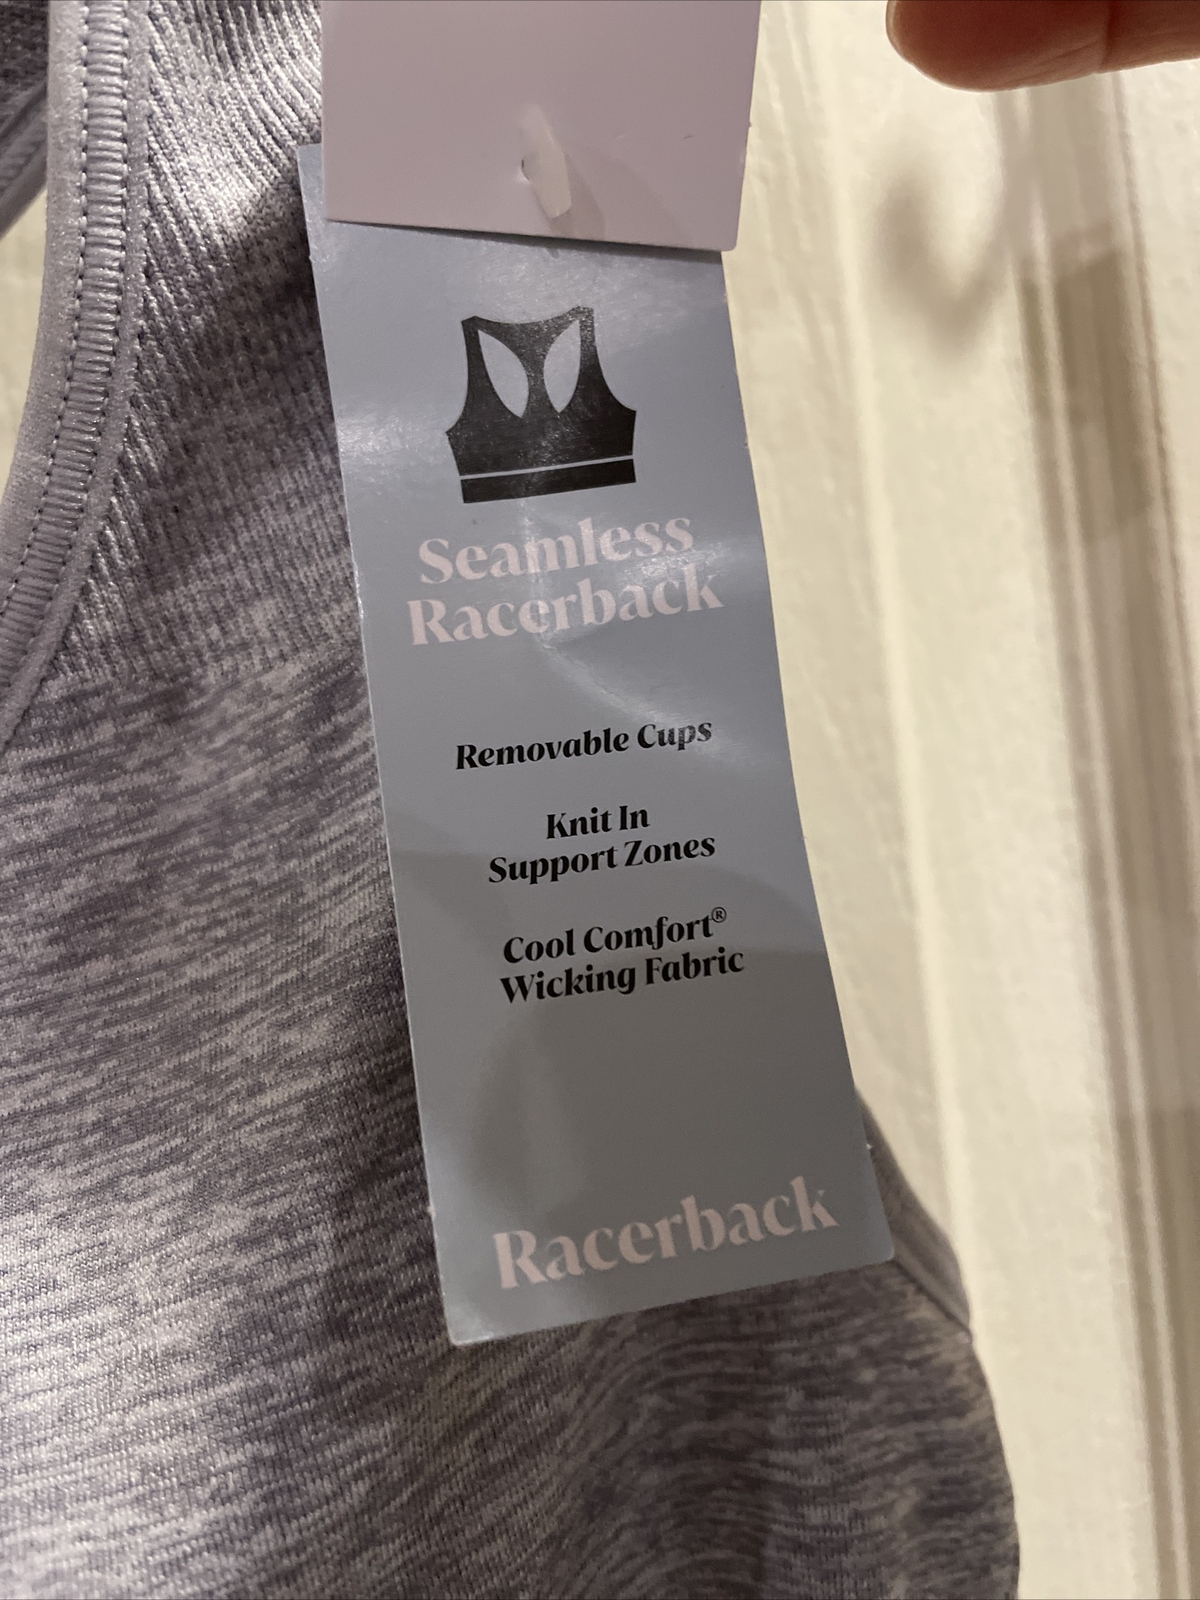 Seamless
Racerback
Removable Cups
Knit In
Support Zones
Cool Comfort®
Wicking Fabric
Racerback